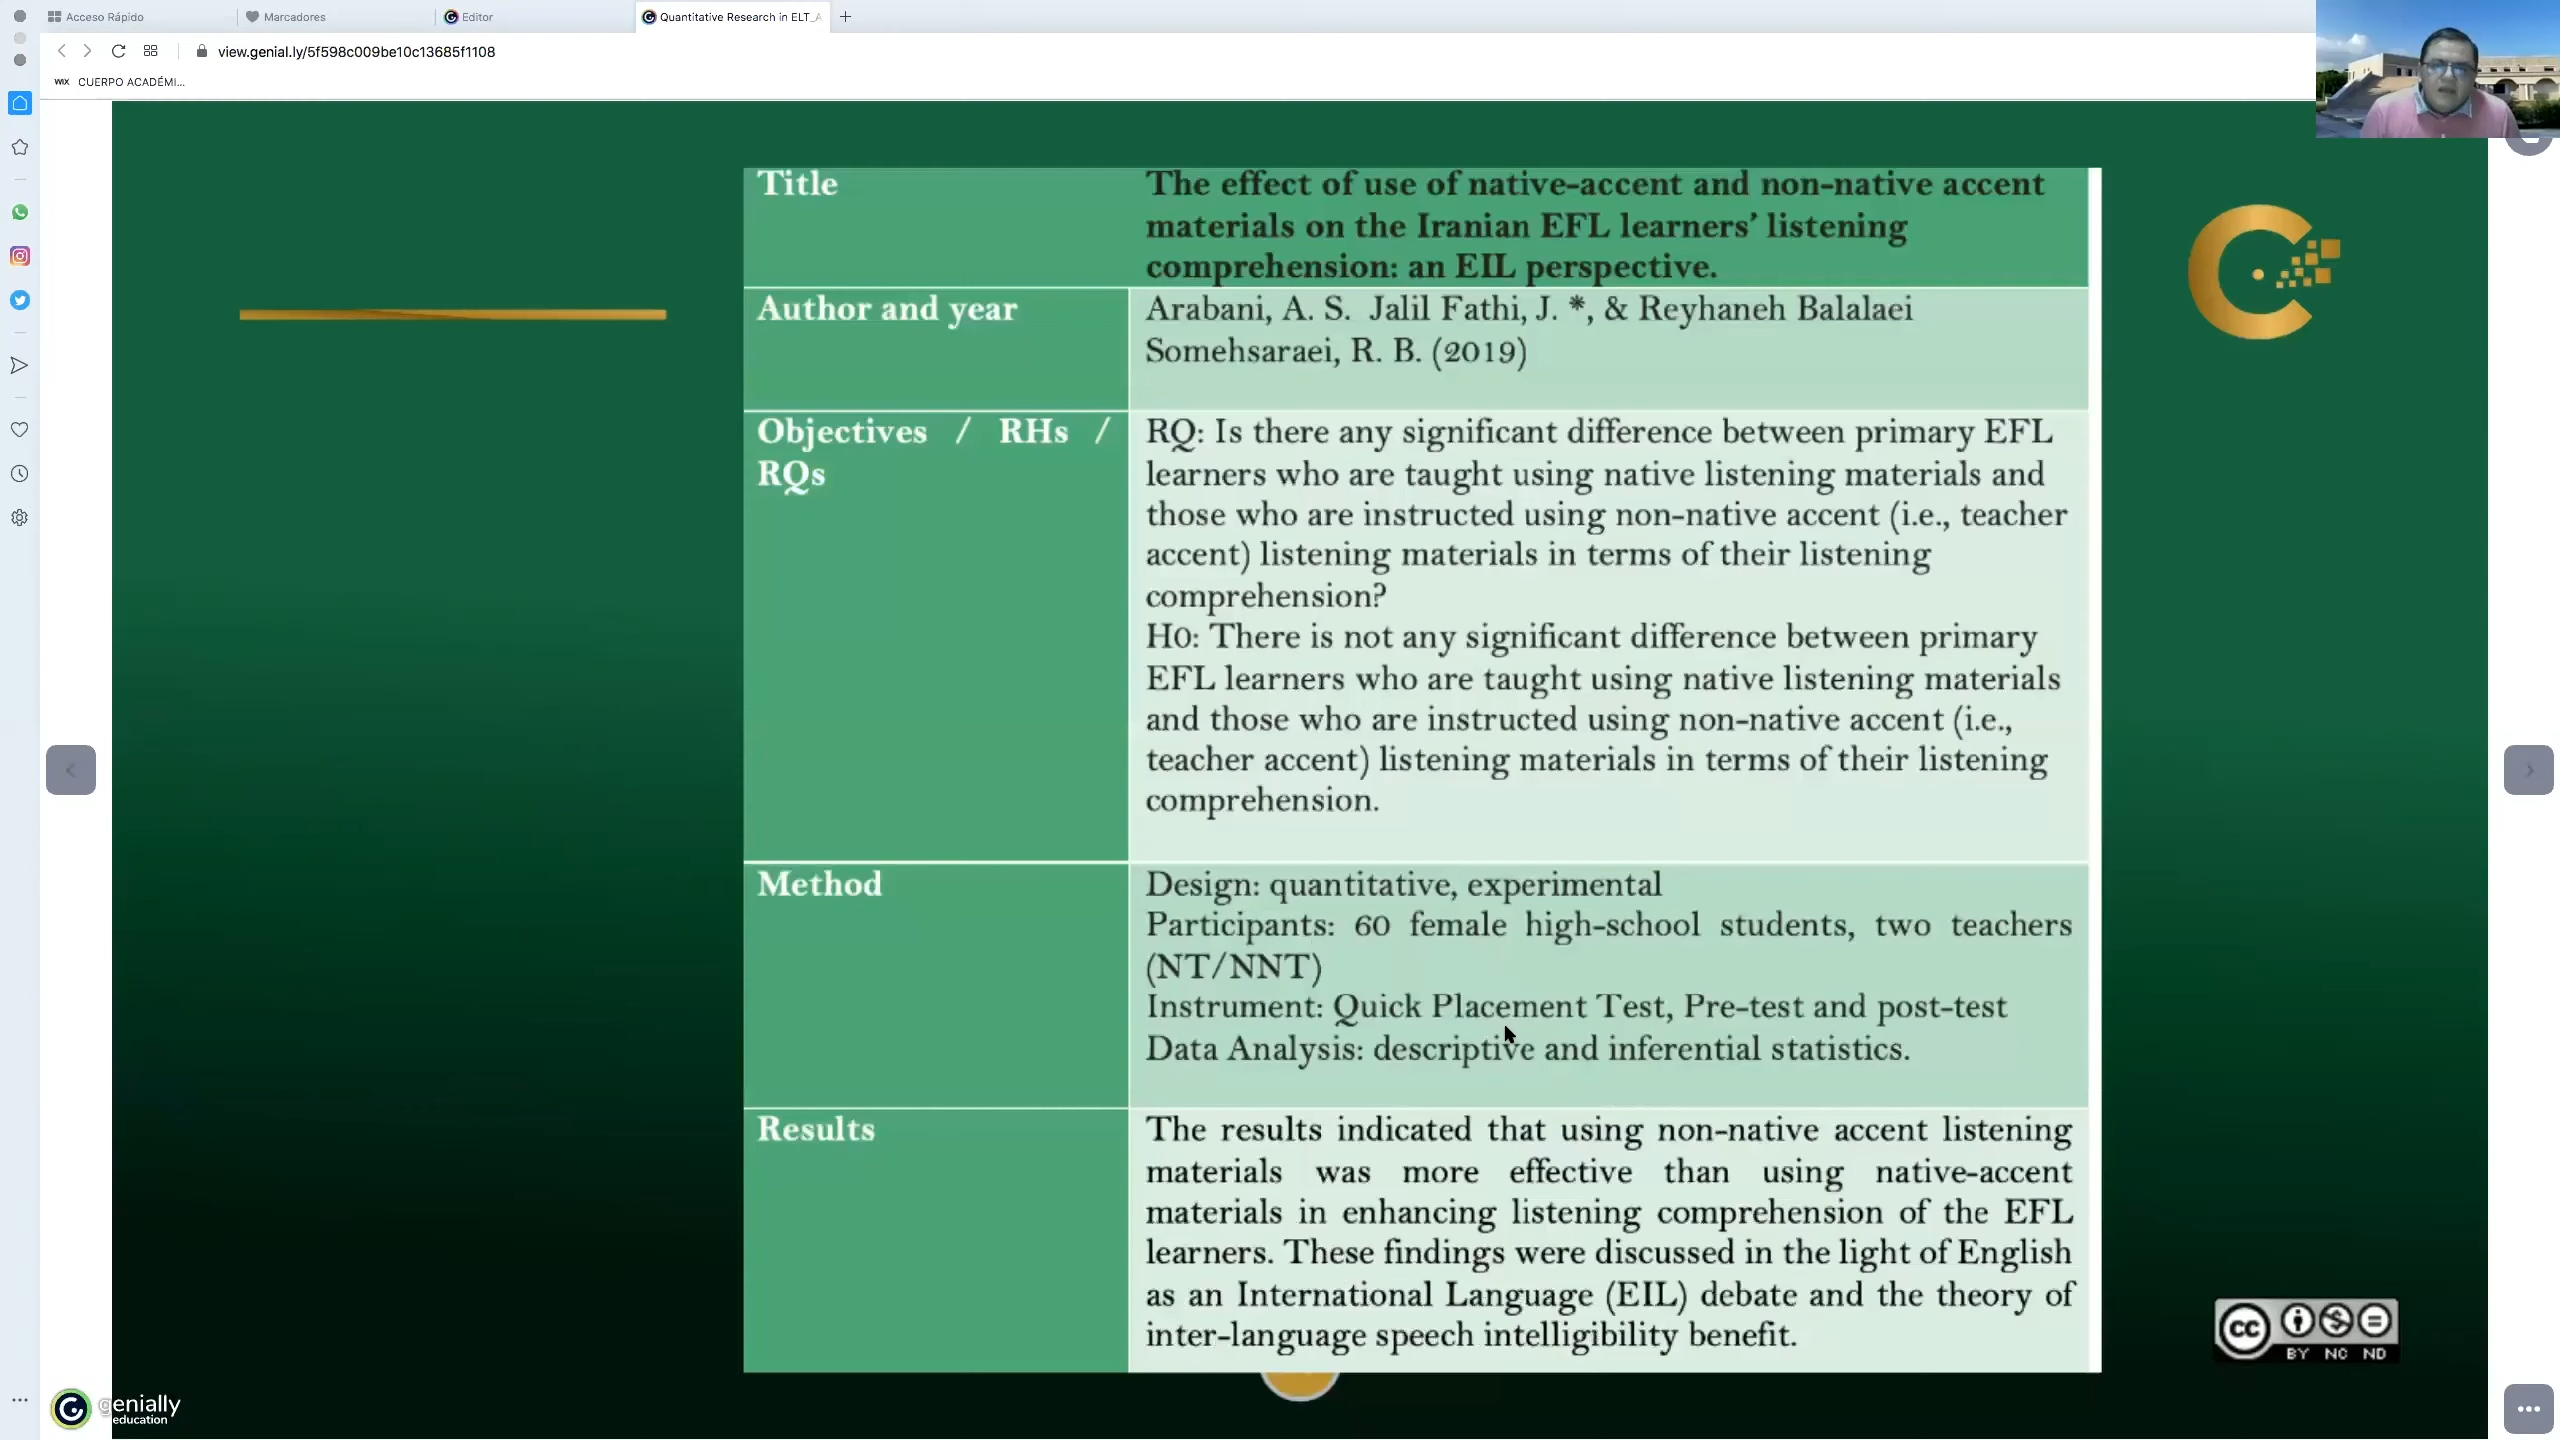 Acceso Rápido
Marcadores
Editor
Quantitative Research in ELT_A
view.genial.ly/5f598c009be10c13685f1108
WIX CUERPO ACADÉMI...
Title
The effect of use of native-accent and non-native accent
materials on the Iranian EFL learners' listening
comprehension: an EIL perspective.
Author and year
Arabani, A. S. Jalil Fathi, J. *, & Reyhaneh Balalaei
Somehsaraei, R. B. (2019)
Objectives / RHs /
RQs
RQ: Is there any significant difference between primary EFL
learners who are taught using native listening materials and
those who are instructed using non-native accent (i.e., teacher
accent) listening materials in terms of their listening
comprehension?
H0: There is not any significant difference between primary
EFL learners who are taught using native listening materials
and those who are instructed using non-native accent (i.e.,
teacher accent) listening materials in terms of their listening
comprehension.
Method
Design: quantitative, experimental
Participants: 60 female high-school students, two teachers
(NT/NNT)
Instrument: Quick Placement Test, Pre-test and post-test
Data Analysis: descriptive and inferential statistics.
Results
The results indicated that using non-native accent listening
materials was more effective than using native-accent
materials in enhancing listening comprehension of the EFL
learners. These findings were discussed in the light of English
as an International Language (EIL) debate and the theory of
inter-language speech intelligibility benefit.
cc
BY NC ND
genially
education